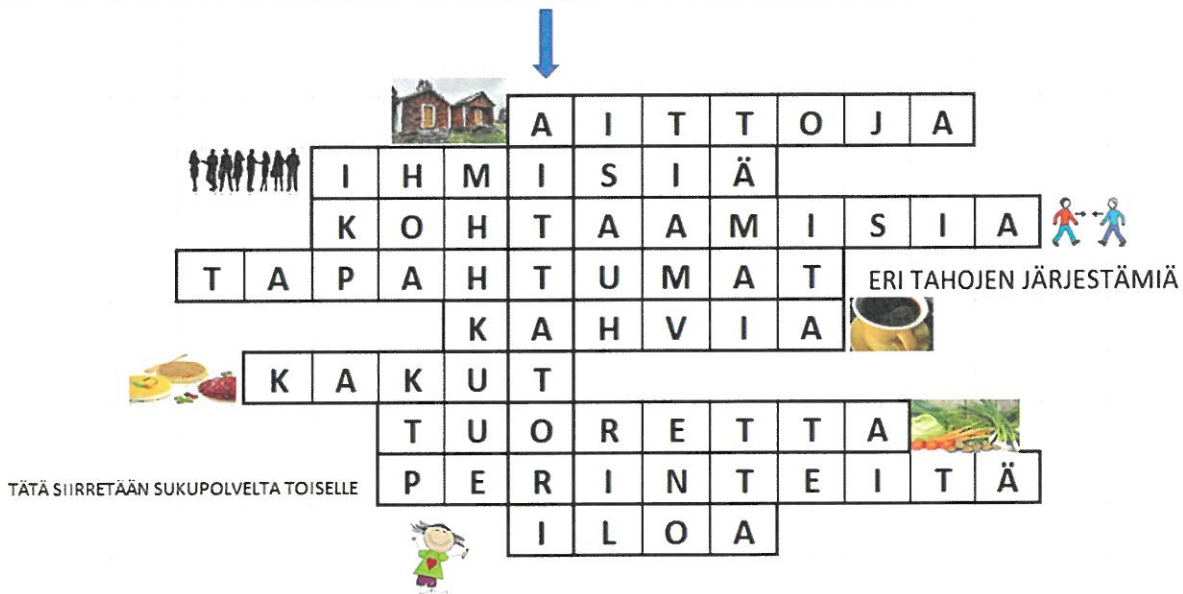 AITTOJA
IHMISIÄ
KOHTAAMISIA
TAPAHTUMAT ERI TAHOJEN JÄRJESTÄMIÄ
KAHVIA
KAKUT
TUORETTA
TÄTÄ SIIRRETÄÄN SUKUPOLVELTA TOISELLE PERINTEITÄ
ILOA